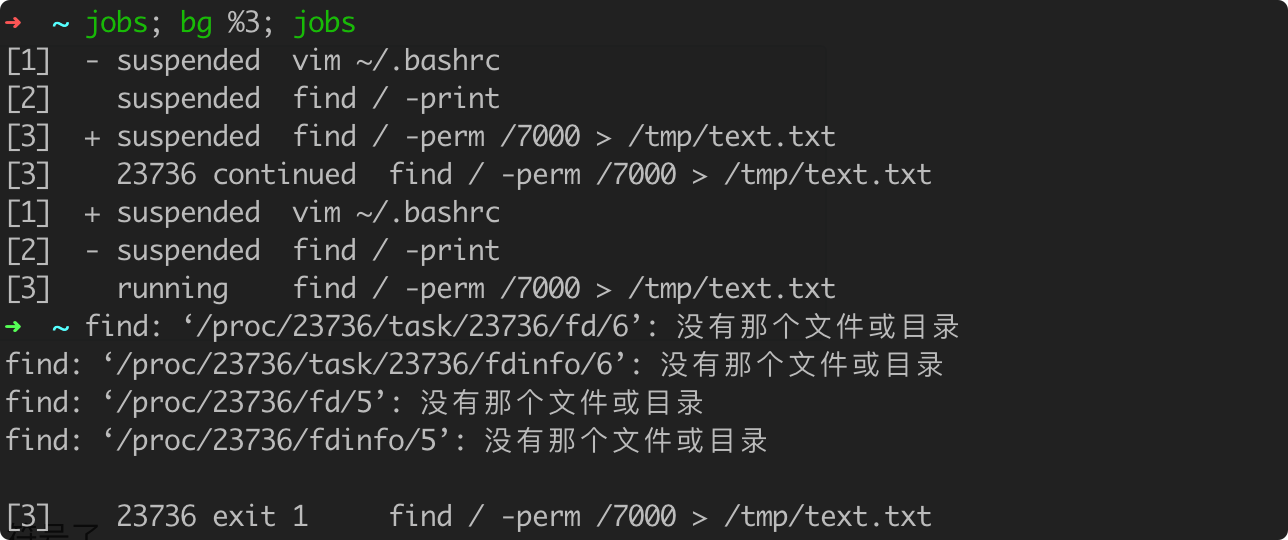 ➜  ~ jobs; bg %3; jobs
[1]  - suspended  vim ~/.bashrc
[2]    suspended  find / -print
[3]  + suspended  find / -perm /7000 > /tmp/text.txt
[3]    23736 continued  find / -perm /7000 > /tmp/text.txt
[1]  + suspended  vim ~/.bashrc
[2]  - suspended  find / -print
[3]    running    find / -perm /7000 > /tmp/text.txt
➜  ~ find: ‘/proc/23736/task/23736/fd/6’: 没有那个文件或目录
find: ‘/proc/23736/task/23736/fdinfo/6’: 没有那个文件或目录
find: ‘/proc/23736/fd/5’: 没有那个文件或目录
find: ‘/proc/23736/fdinfo/5’: 没有那个文件或目录
[3]    23736 exit 1     find / -perm /7000 > /tmp/text.txt